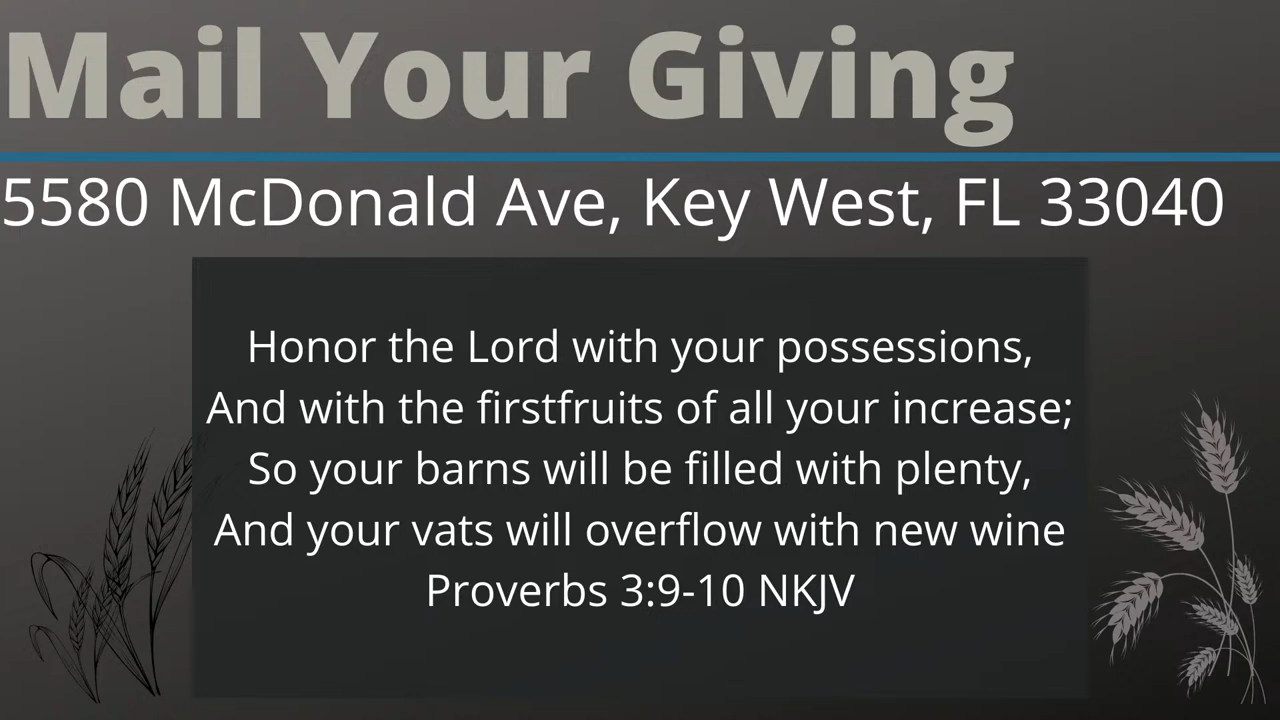 Mail Your Giving
5580 McDonald Ave, Key West, FL 33040
Honor the Lord with your possessions,
And with the firstfruits of all your increase;
So your barns will be filled with plenty,
And your vats will overflow with new wine
Proverbs 3:9-10 NKJV